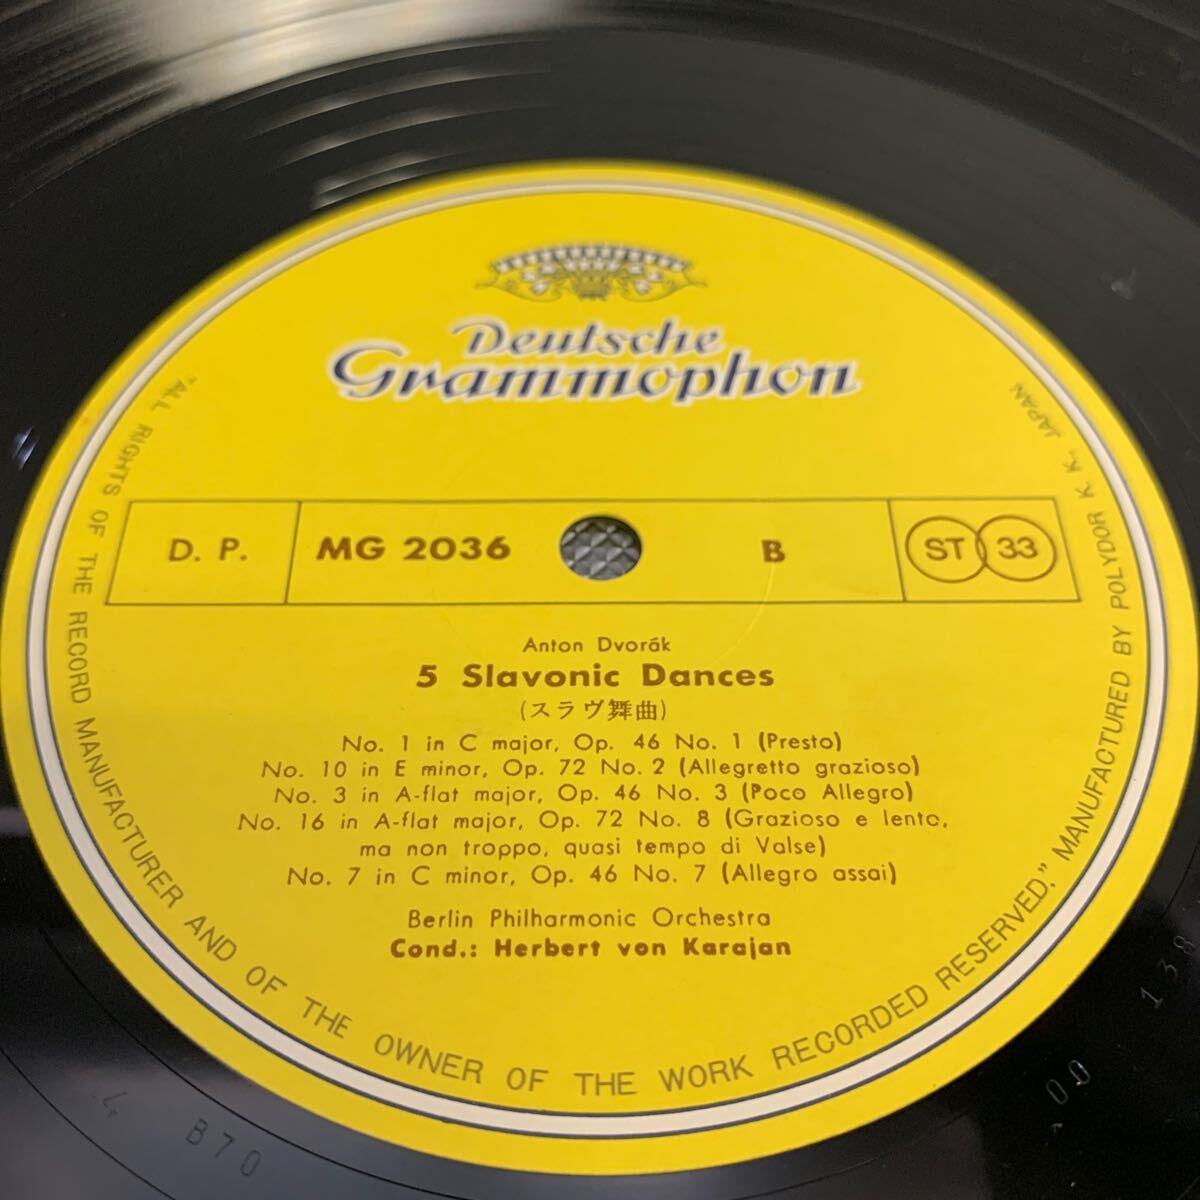 Deutsche
Grammophon
D. P.
MG 2036
B
ST 33
Anton Dvořák
5 Slavonic Dances
(スラヴ舞曲)
No. 1 in C major, Op. 46 No. 1 (Presto)
No. 10 in E minor, Op. 72 No. 2 (Allegretto grazioso)
No. 3 in A-flat major, Op. 46 No. 3 (Poco Allegro)
No. 16 in A-flat major, Op. 72 No. 8 (Grazioso e lento,
ma non troppo, quasi tempo di Valse)
No. 7 in C minor, Op. 46 No. 7 (Allegro assai)
Berlin Philharmonic Orchestra
Cond.: Herbert von Karajan
"ALL RIGHTS OF THE RECORD MANUFACTURER AND OF THE OWNER OF THE WORK RECORDED RESERVED." MANUFACTURED BY POLYDOR K. K. JAPAN
4 B70
00
138